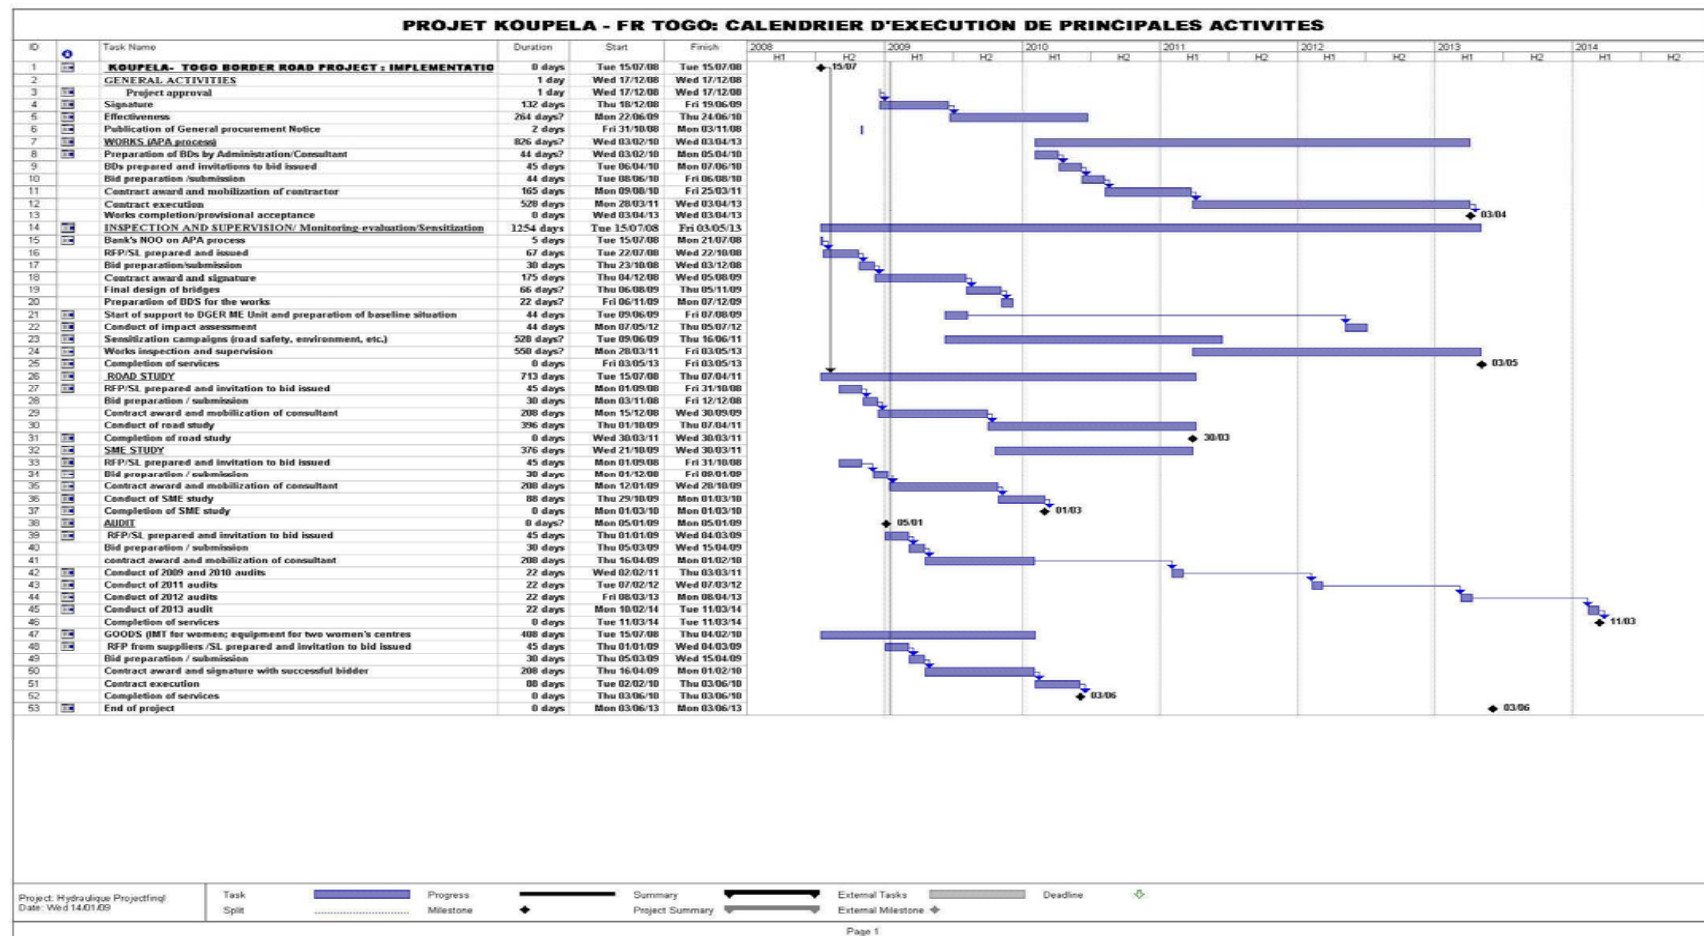 PROJET KOUPELA - FR TOGO: CALENDRIER D'EXECUTION DE PRINCIPALES ACTIVITES
ID Task Name Duration Start Finish 2008 2009 2010 2011 2012 2013 2014
H1 H2 H1 H2 H1 H2 H1 H2 H1 H2 H1 H2 H1 H2
1 KOUPELA- TOGO BORDER ROAD PROJECT : IMPLEMENTATIO 0 days Tue 15/07/08 Tue 15/07/08 15/07
2 GENERAL ACTIVITIES 1 day Wed 17/12/08 Wed 17/12/08
3 Project approval 1 day Wed 17/12/08 Wed 17/12/08
4 Signature 132 days Thu 18/12/08 Fri 19/06/09
5 Effectiveness 264 days? Mon 22/06/09 Thu 24/06/10
6 Publication of General procurement Notice 2 days Fri 31/10/08 Mon 03/11/08
7 WORKS (APA process) 826 days? Wed 03/02/10 Wed 03/04/13
8 Preparation of BDs by Administration/Consultant 44 days? Wed 03/02/10 Mon 05/04/10
9 BDs prepared and invitations to bid issued 45 days Tue 06/04/10 Mon 07/06/10
10 Bid preparation /submission 44 days Tue 08/06/10 Fri 06/08/10
11 Contract award and mobilization of contractor 165 days Mon 09/08/10 Fri 25/03/11
12 Contract execution 528 days Mon 28/03/11 Wed 03/04/13
13 Works completion/provisional acceptance 0 days Wed 03/04/13 Wed 03/04/13 03/04
14 INSPECTION AND SUPERVISION/ Monitoring-evaluation/Sensitization 1254 days Tue 15/07/08 Fri 03/05/13
15 Bank's NOO on APA process 5 days Tue 15/07/08 Mon 21/07/08
16 RFP/SL prepared and issued 67 days Tue 22/07/08 Wed 22/10/08
17 Bid preparation/submission 30 days Thu 23/10/08 Wed 03/12/08
18 Contract award and signature 175 days Thu 04/12/08 Wed 05/08/09
19 Final design of bridges 66 days? Thu 06/08/09 Thu 05/11/09
20 Preparation of BDS for the works 22 days? Fri 06/11/09 Mon 07/12/09
21 Start of support to DGER ME Unit and preparation of baseline situation 44 days Tue 09/06/09 Fri 07/08/09
22 Conduct of impact assessment 44 days Mon 07/05/12 Thu 05/07/12
23 Sensitization campaigns (road safety, environment, etc.) 528 days? Tue 09/06/09 Thu 16/06/11
24 Works inspection and supervision 550 days? Mon 28/03/11 Fri 03/05/13
25 Completion of services 0 days Fri 03/05/13 Fri 03/05/13 03/05
26 ROAD STUDY 713 days Tue 15/07/08 Thu 07/04/11
27 RFP/SL prepared and invitation to bid issued 45 days Mon 01/09/08 Fri 31/10/08
28 Bid preparation / submission 30 days Mon 03/11/08 Fri 12/12/08
29 Contract award and mobilization of consultant 208 days Mon 15/12/08 Wed 30/09/09
30 Conduct of road study 396 days Thu 01/10/09 Thu 07/04/11
31 Completion of road study 0 days Wed 30/03/11 Wed 30/03/11 30/03
32 SME STUDY 376 days Wed 21/10/09 Wed 30/03/11
33 RFP/SL prepared and invitation to bid issued 45 days Mon 01/09/08 Fri 31/10/08
34 Bid preparation / submission 30 days Mon 01/12/08 Fri 09/01/09
35 Contract award and mobilization of consultant 208 days Mon 12/01/09 Wed 28/10/09
36 Conduct of SME study 88 days Thu 29/10/09 Mon 01/03/10
37 Completion of SME study 0 days Mon 01/03/10 Mon 01/03/10 01/03
38 AUDIT 0 days? Mon 05/01/09 Mon 05/01/09 05/01
39 RFP/SL prepared and invitation to bid issued 45 days Thu 01/01/09 Wed 04/03/09
40 Bid preparation / submission 30 days Thu 05/03/09 Wed 15/04/09
41 contract award and mobilization of consultant 208 days Thu 16/04/09 Mon 01/02/10
42 Conduct of 2009 and 2010 audits 22 days Wed 02/02/11 Thu 03/03/11
43 Conduct of 2011 audits 22 days Tue 07/02/12 Wed 07/03/12
44 Conduct of 2012 audits 22 days Fri 08/03/13 Mon 08/04/13
45 Conduct of 2013 audit 22 days Mon 10/02/14 Tue 11/03/14
46 Completion of services 0 days Tue 11/03/14 Tue 11/03/14 11/03
47 GOODS (IMT for women; equipment for two women's centres 408 days Tue 15/07/08 Thu 04/02/10
48 RFP from suppliers /SL prepared and invitation to bid issued 45 days Thu 01/01/09 Wed 04/03/09
49 Bid preparation / submission 30 days Thu 05/03/09 Wed 15/04/09
50 Contract award and signature with successful bidder 208 days Thu 16/04/09 Mon 01/02/10
51 Contract execution 88 days Tue 02/02/10 Thu 03/06/10
52 Completion of services 0 days Thu 03/06/10 Thu 03/06/10 03/06
53 End of project 0 days Mon 03/06/13 Mon 03/06/13 03/06
Project: Hydraulique Projectfinql
Date: Wed 14/01/09
Task Progress Summary External Tasks Deadline
Split Milestone Project Summary External Milestone
Page 1